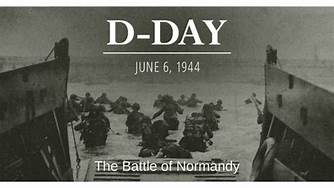 D-DAY
JUNE 6, 1944
The Battle of Normandy